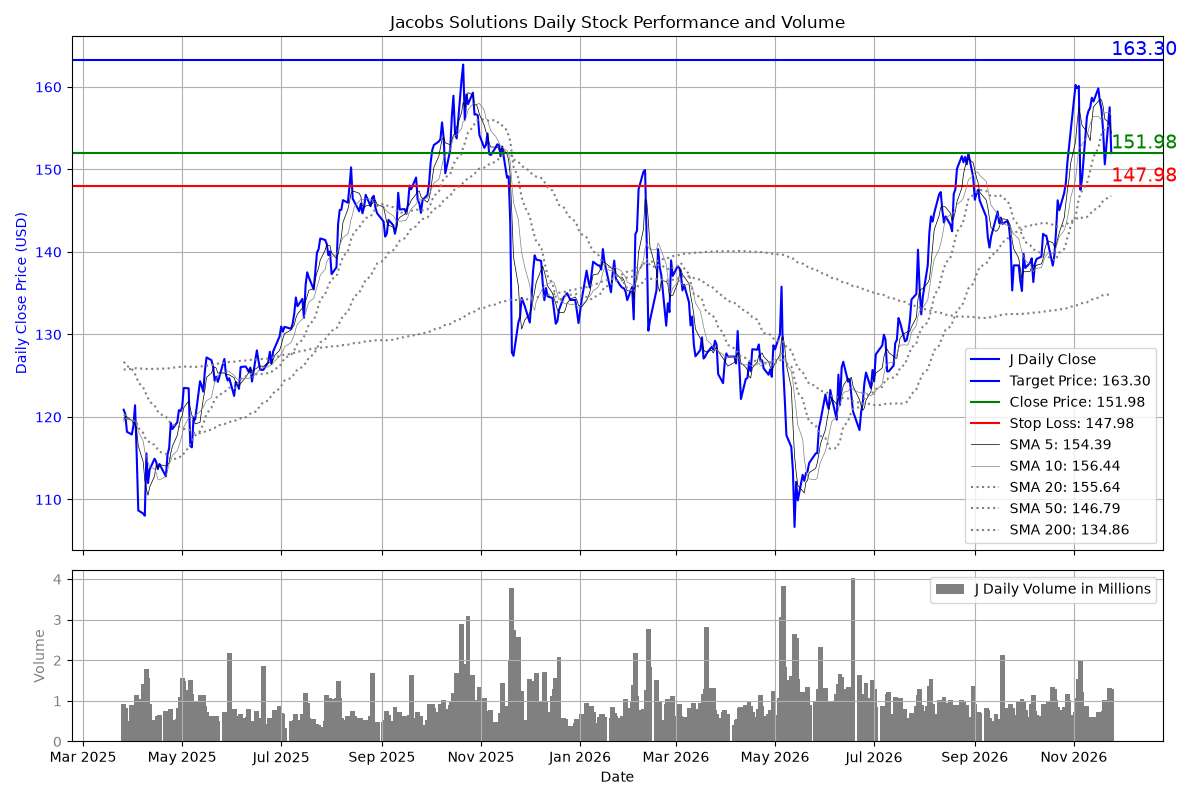 Jacobs Solutions Daily Stock Performance and Volume
163.30
160
151.98
150
147.98
140
130
120
110
Daily Close Price (USD)
J Daily Close
Target Price: 163.30
Close Price: 151.98
Stop Loss: 147.98
SMA 5: 154.39
SMA 10: 156.44
SMA 20: 155.64
SMA 50: 146.79
SMA 200: 134.86
J Daily Volume in Millions
4
3
2
1
0
Volume
Mar 2025 May 2025 Jul 2025 Sep 2025 Nov 2025 Jan 2026 Mar 2026 May 2026 Jul 2026 Sep 2026 Nov 2026
Date